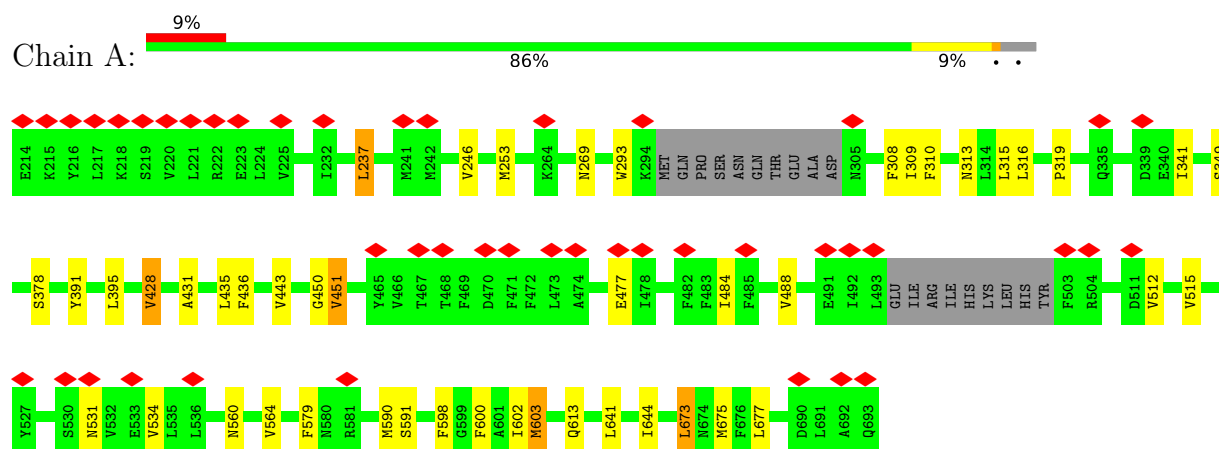 9%
Chain A:
86% 9% • •
E214 K215 Y216 L217 K218 S219 V220 L221 R222 E223 L224 V225 I232 L237 M241 M242 V246 M253 K264 N269 W293 K294 MET GLN PRO SER ASN GLN THR GLU ALA ASP N305 F308 I309 F310 N313 L314 L315 L316 P319 Q335 D339 E340 I341
S378 Y391 L395 V428 A431 L435 F436 V443 G450 V451 Y465 V466 T467 T468 F469 D470 F471 F472 L473 A474 E477 I478 F482 F483 I484 F485 V488 E491 I492 L493 GLU ILE ARG ILE HIS LYS LEU HIS TYR F503 R504 D511 V512 V515
Y527 S530 N531 V532 E533 V534 L535 L536 N560 V564 F579 N580 R581 M590 S591 F598 G599 F600 A601 I602 M603 Q613 L641 I644 L673 N674 M675 F676 L677 D690 L691 A692 Q693